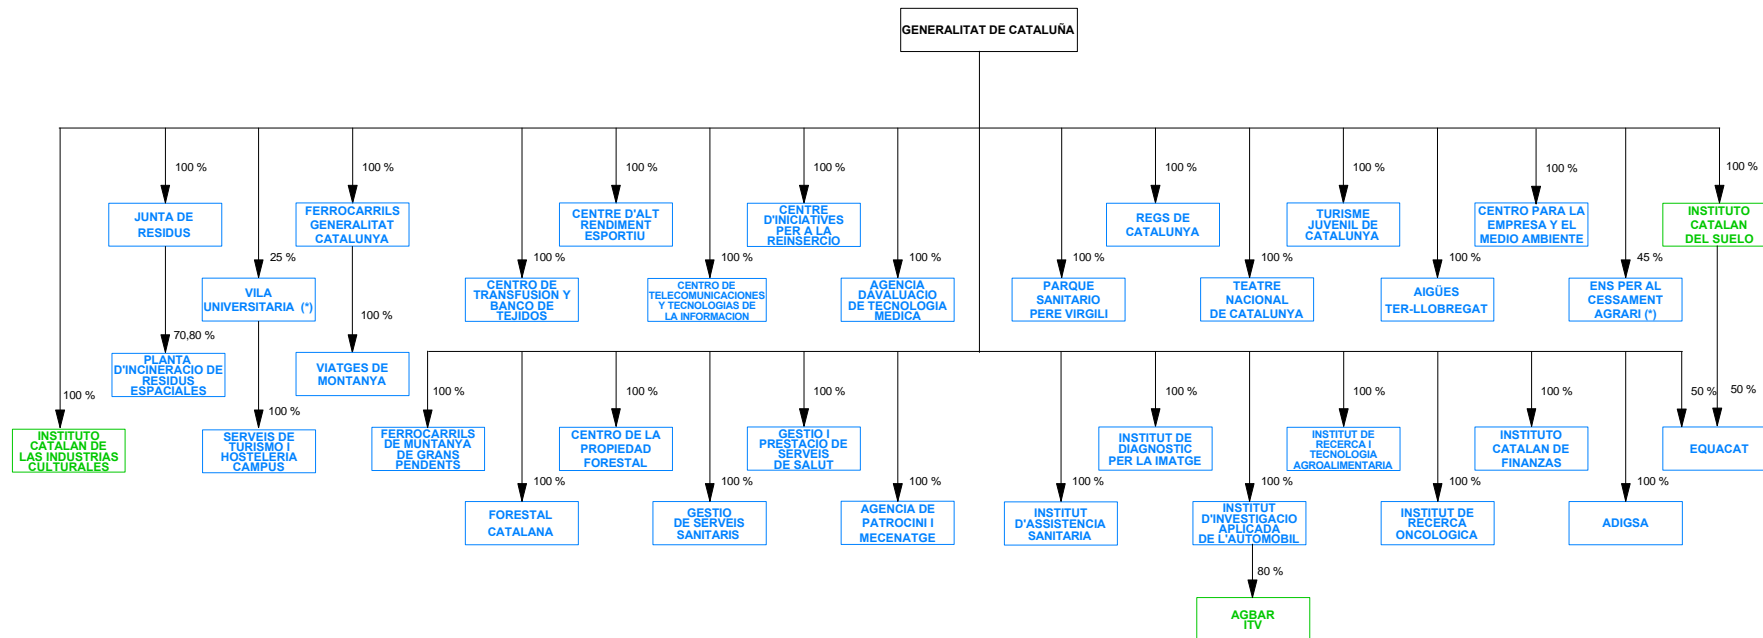 GENERALITAT DE CATALUÑA
100 %
100 %
100 %
100 %
100 %
100 %
100 %
100 %
JUNTA DE
RESIDUS
FERROCARRILS
GENERALITAT
CATALUNYA
CENTRE D'ALT
RENDIMENT
ESPORTIU
CENTRE
D'INICIATIVES
PER A LA
REINSERCIO
REGS DE
CATALUNYA
TURISME
JUVENIL DE
CATALUNYA
CENTRO PARA LA
EMPRESA Y EL
MEDIO AMBIENTE
INSTITUTO
CATALAN
DEL SUELO
25 %
100 %
100 %
100 %
100 %
100 %
100 %
45 %
VILA
UNIVERSITARIA (*)
CENTRO DE
TRANSFUSION Y
BANCO DE
TEJIDOS
CENTRO DE
TELECOMUNICACIONES
Y TECNOLOGIAS DE
LA INFORMACION
AGENCIA
DAVALUACIO
DE TECNOLOGIA
MEDICA
PARQUE
SANITARIO
PERE VIRGILI
TEATRE
NACIONAL
DE CATALUNYA
AIGÜES
TER-LLOBREGAT
ENS PER AL
CESSAMENT
AGRARI (*)
70,80 %
100 %
PLANTA
D'INCINERACIO DE
RESIDUS
ESPACIALES
VIATGES DE
MONTANYA
100 %
100 %
100 %
100 %
100 %
100 %
100 %
100 %
50 %
50 %
INSTITUTO
CATALAN DE
LAS INDUSTRIAS
CULTURALES
SERVEIS DE
TURISMO I
HOSTELERIA
CAMPUS
FERROCARRILS
DE MUNTANYA
DE GRANS
PENDENTS
CENTRO DE LA
PROPIEDAD
FORESTAL
GESTIO I
PRESTACIO DE
SERVEIS
DE SALUT
INSTITUT DE
DIAGNOSTIC
PER LA IMATGE
INSTITUT DE
RECERCA I
TECNOLOGIA
AGROALIMENTARIA
INSTITUTO
CATALAN DE
FINANZAS
EQUACAT
100 %
100 %
100 %
100 %
100 %
100 %
100 %
FORESTAL
CATALANA
GESTIO
DE SERVEIS
SANITARIS
AGENCIA DE
PATROCINI I
MECENATGE
INSTITUT
D'ASSISTENCIA
SANITARIA
INSTITUT
D'INVESTIGACIO
APLICADA
DE L'AUTOMOBIL
INSTITUT DE
RECERCA
ONCOLOGICA
ADIGSA
80 %
AGBAR
ITV